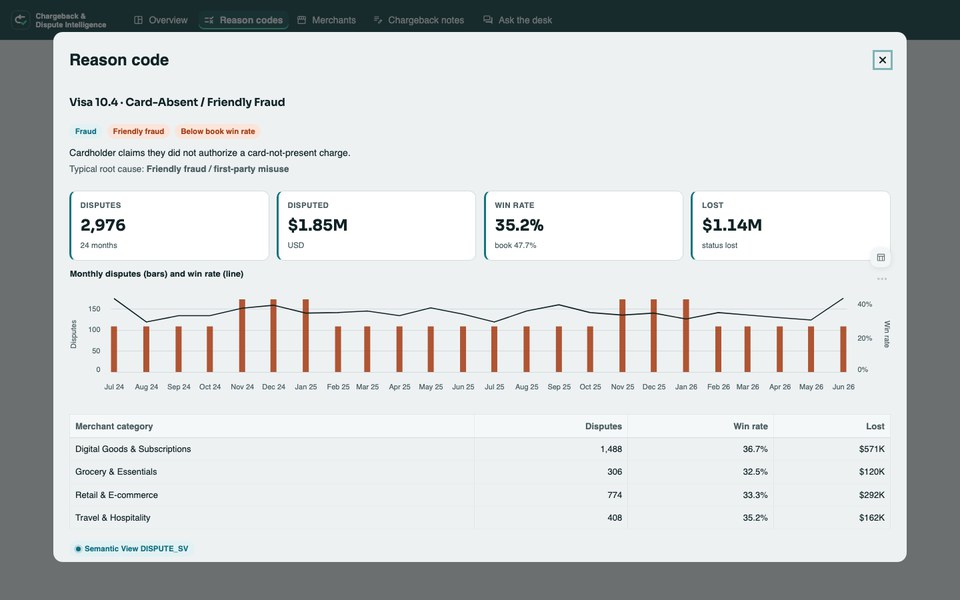 Chargeback &
Dispute Intelligence
Overview
Reason codes
Merchants
Chargeback notes
Ask the desk
Reason code
Visa 10.4 · Card-Absent / Friendly Fraud
Fraud
Friendly fraud
Below book win rate
Cardholder claims they did not authorize a card-not-present charge.
Typical root cause: Friendly fraud / first-party misuse
DISPUTES
2,976
24 months
DISPUTED
$1.85M
USD
WIN RATE
35.2%
book 47.7%
LOST
$1.14M
status lost
Monthly disputes (bars) and win rate (line)
Disputes
150
100
50
0
40%
20%
0%
Win rate
Jul 24 Aug 24 Sep 24 Oct 24 Nov 24 Dec 24 Jan 25 Feb 25 Mar 25 Apr 25 May 25 Jun 25 Jul 25 Aug 25 Sep 25 Oct 25 Nov 25 Dec 25 Jan 26 Feb 26 Mar 26 Apr 26 May 26 Jun 26
Merchant category Disputes Win rate Lost
Digital Goods & Subscriptions 1,488 36.7% $571K
Grocery & Essentials 306 32.5% $120K
Retail & E-commerce 774 33.3% $292K
Travel & Hospitality 408 35.2% $162K
Semantic View DISPUTE_SV